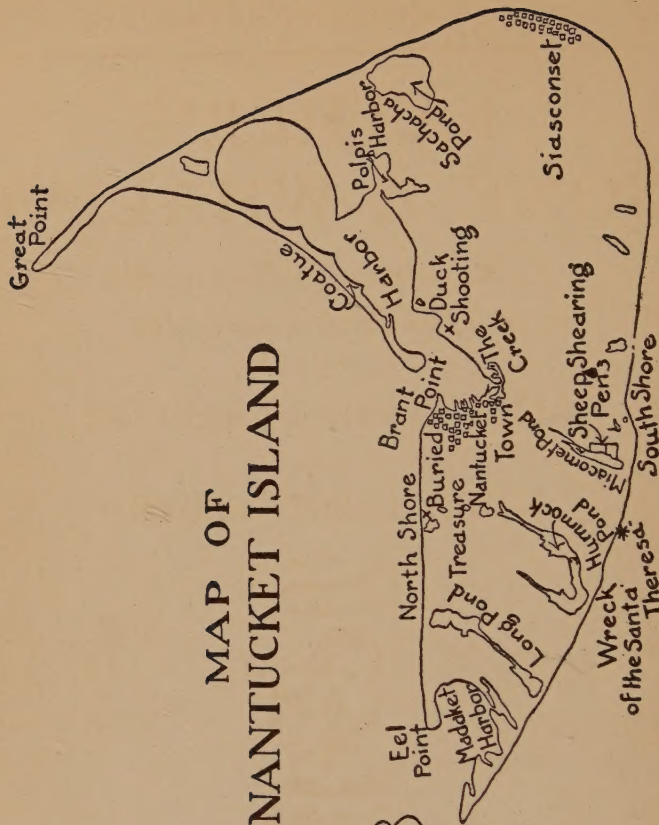 MAP OF
NANTUCKET ISLAND
Great
Point
Coatue
Harbor
Polpis
Harbor
Sachacha
Pond
Siasconset
Brant
Point
x Duck
Shooting
The
Creek
North Shore
x
Buried
Treasure
Nantucket
Town
Eel
Point
Madaket
Harbor
Long Pond
Hummock
Pond
Miacomet Pond
Sheep Shearing
Pens
South Shore
Wreck
of the Santa
Theresa